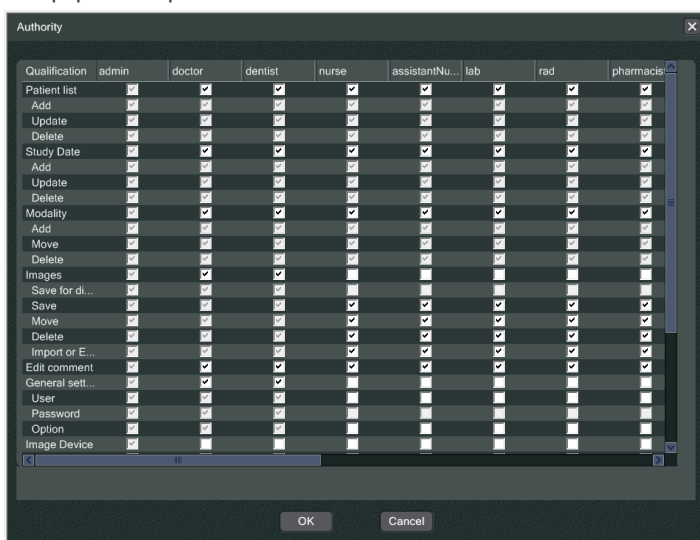 Authority
Qualification admin doctor dentist nurse assistantNu... lab rad pharmacist
Patient list
Add
Update
Delete
Study Date
Add
Update
Delete
Modality
Add
Move
Delete
Images
Save for di...
Save
Move
Delete
Import or E...
Edit comment
General sett...
User
Password
Option
Image Device
OK Cancel